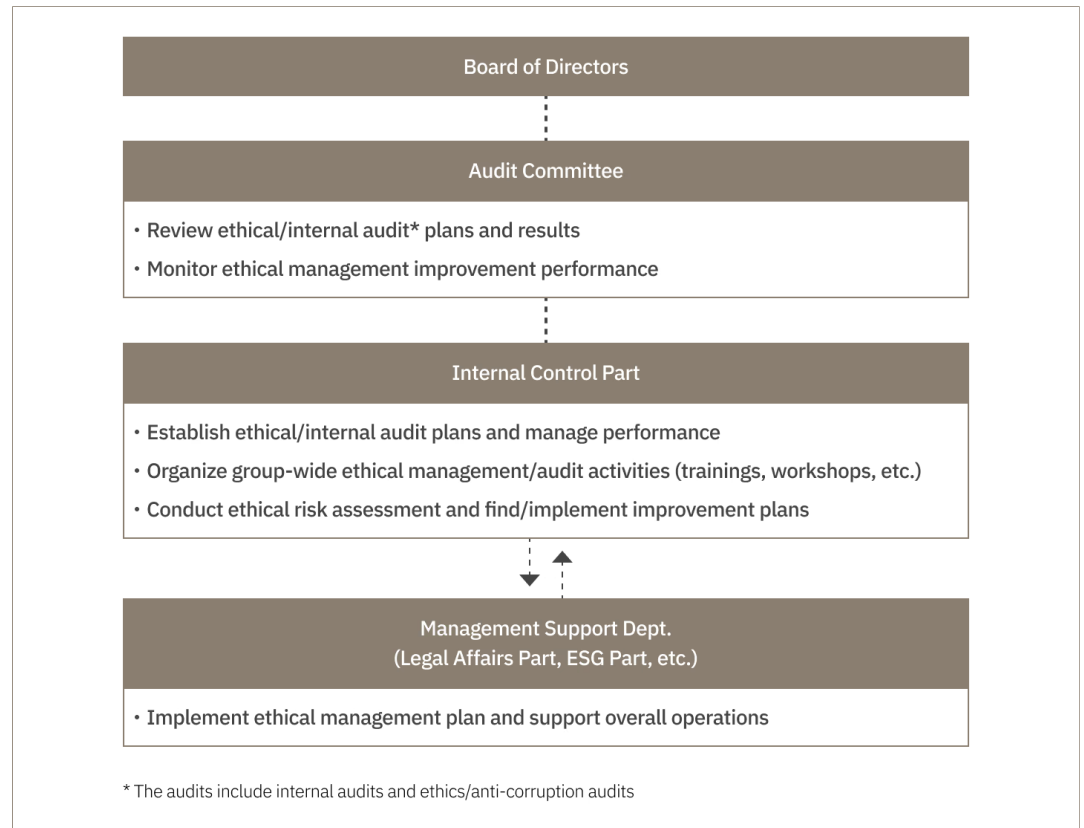 Board of Directors
Audit Committee
・Review ethical/internal audit* plans and results
・Monitor ethical management improvement performance
Internal Control Part
・Establish ethical/internal audit plans and manage performance
・Organize group-wide ethical management/audit activities (trainings, workshops, etc.)
・Conduct ethical risk assessment and find/implement improvement plans
Management Support Dept.
(Legal Affairs Part, ESG Part, etc.)
・Implement ethical management plan and support overall operations
* The audits include internal audits and ethics/anti-corruption audits